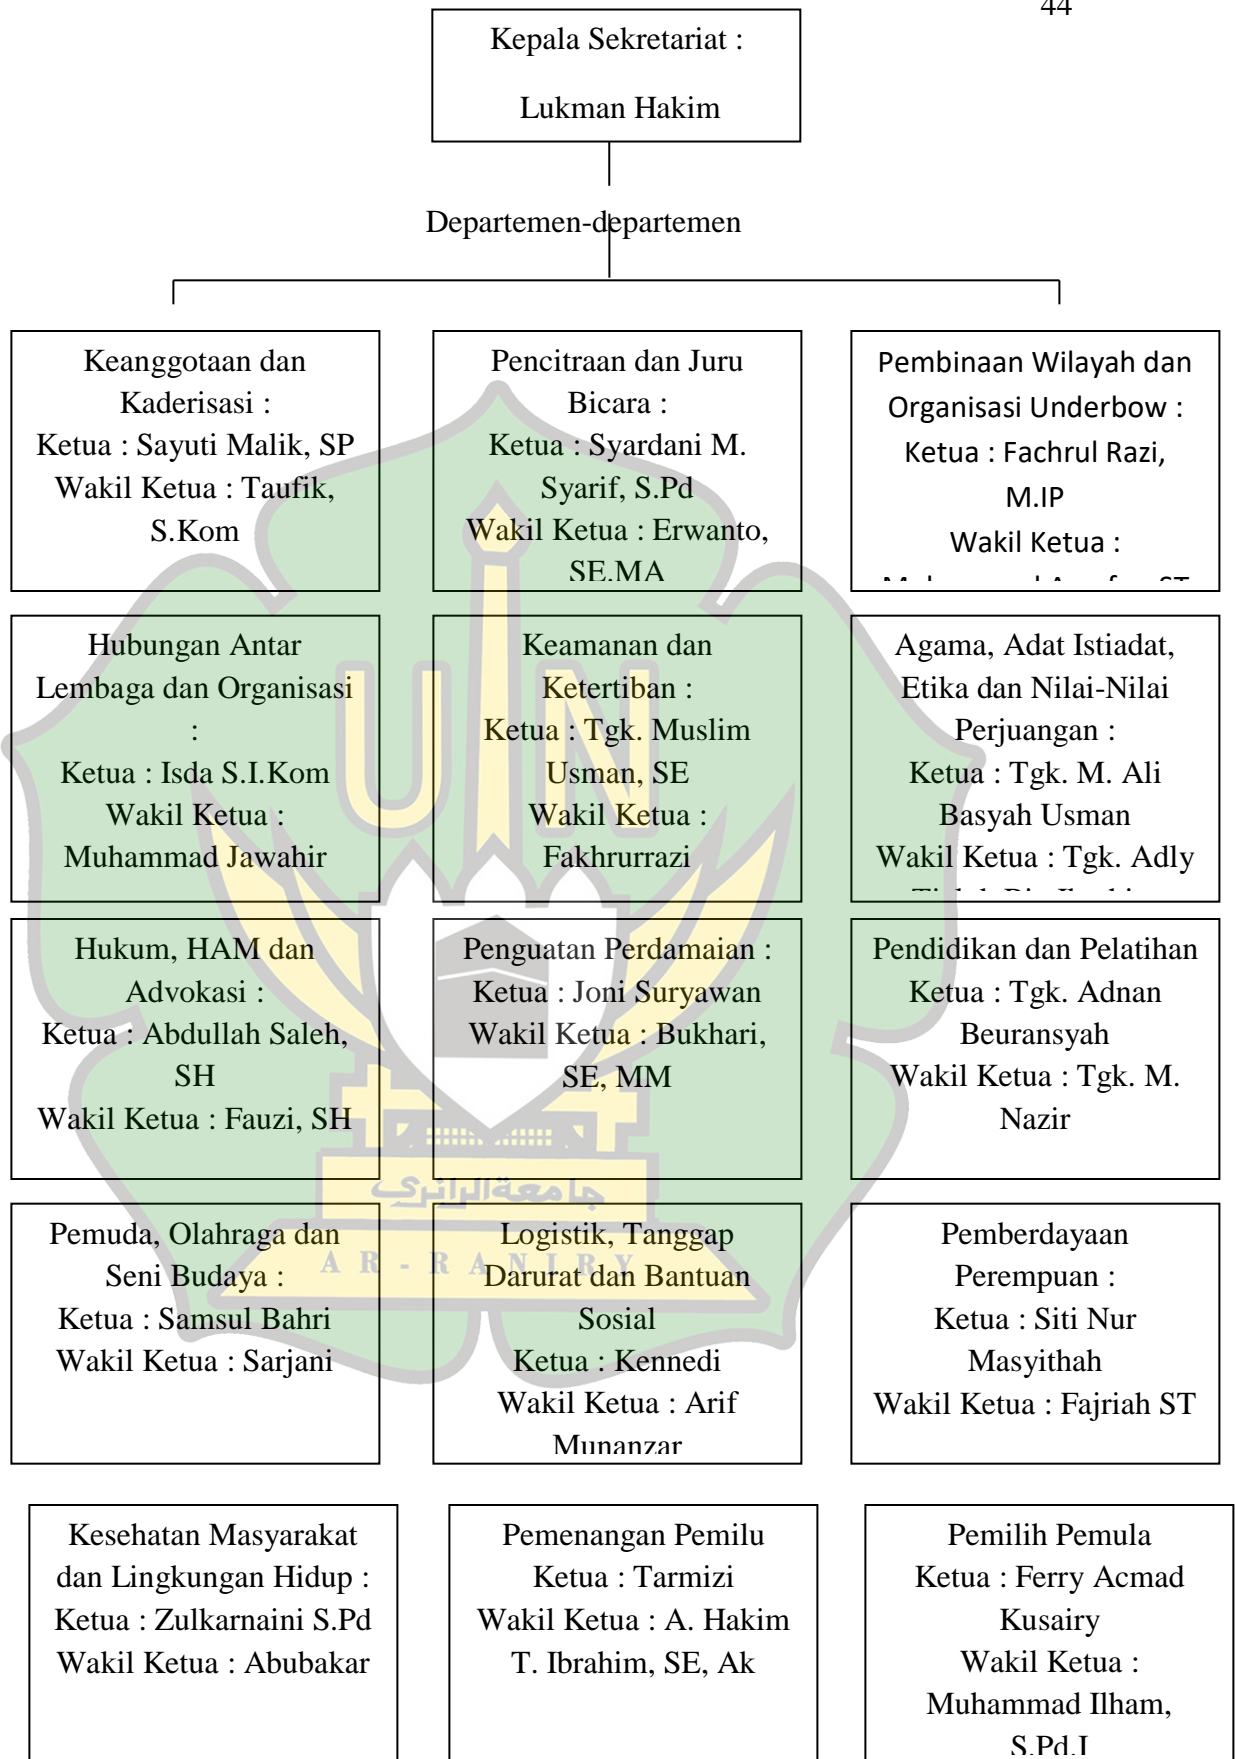 44
Kepala Sekretariat :
Lukman Hakim
Departemen-departemen
Keanggotaan dan
Kaderisasi :
Ketua : Sayuti Malik, SP
Wakil Ketua : Taufik,
S.Kom
Pencitraan dan Juru
Bicara :
Ketua : Syardani M.
Syarif, S.Pd
Wakil Ketua : Erwanto,
SE.MA
Pembinaan Wilayah dan
Organisasi Underbow :
Ketua : Fachrul Razi,
M.IP
Wakil Ketua :
Hubungan Antar
Lembaga dan Organisasi
:
Ketua : Isda S.I.Kom
Wakil Ketua :
Muhammad Jawahir
Keamanan dan
Ketertiban :
Ketua : Tgk. Muslim
Usman, SE
Wakil Ketua :
Fakhrurrazi
Agama, Adat Istiadat,
Etika dan Nilai-Nilai
Perjuangan :
Ketua : Tgk. M. Ali
Basyah Usman
Wakil Ketua : Tgk. Adly
Hukum, HAM dan
Advokasi :
Ketua : Abdullah Saleh,
SH
Wakil Ketua : Fauzi, SH
Penguatan Perdamaian :
Ketua : Joni Suryawan
Wakil Ketua : Bukhari,
SE, MM
Pendidikan dan Pelatihan
Ketua : Tgk. Adnan
Beuransyah
Wakil Ketua : Tgk. M.
Nazir
Pemuda, Olahraga dan
Seni Budaya :
Ketua : Samsul Bahri
Wakil Ketua : Sarjani
Logistik, Tanggap
Darurat dan Bantuan
Sosial
Ketua : Kennedi
Wakil Ketua : Arif
Munanzar
Pemberdayaan
Perempuan :
Ketua : Siti Nur
Masyithah
Wakil Ketua : Fajriah ST
Kesehatan Masyarakat
dan Lingkungan Hidup :
Ketua : Zulkarnaini S.Pd
Wakil Ketua : Abubakar
Pemenangan Pemilu
Ketua : Tarmizi
Wakil Ketua : A. Hakim
T. Ibrahim, SE, Ak
Pemilih Pemula
Ketua : Ferry Acmad
Kusairy
Wakil Ketua :
Muhammad Ilham,
S.Pd.I
UIN
جامعة الرانري
AR-RANIRY